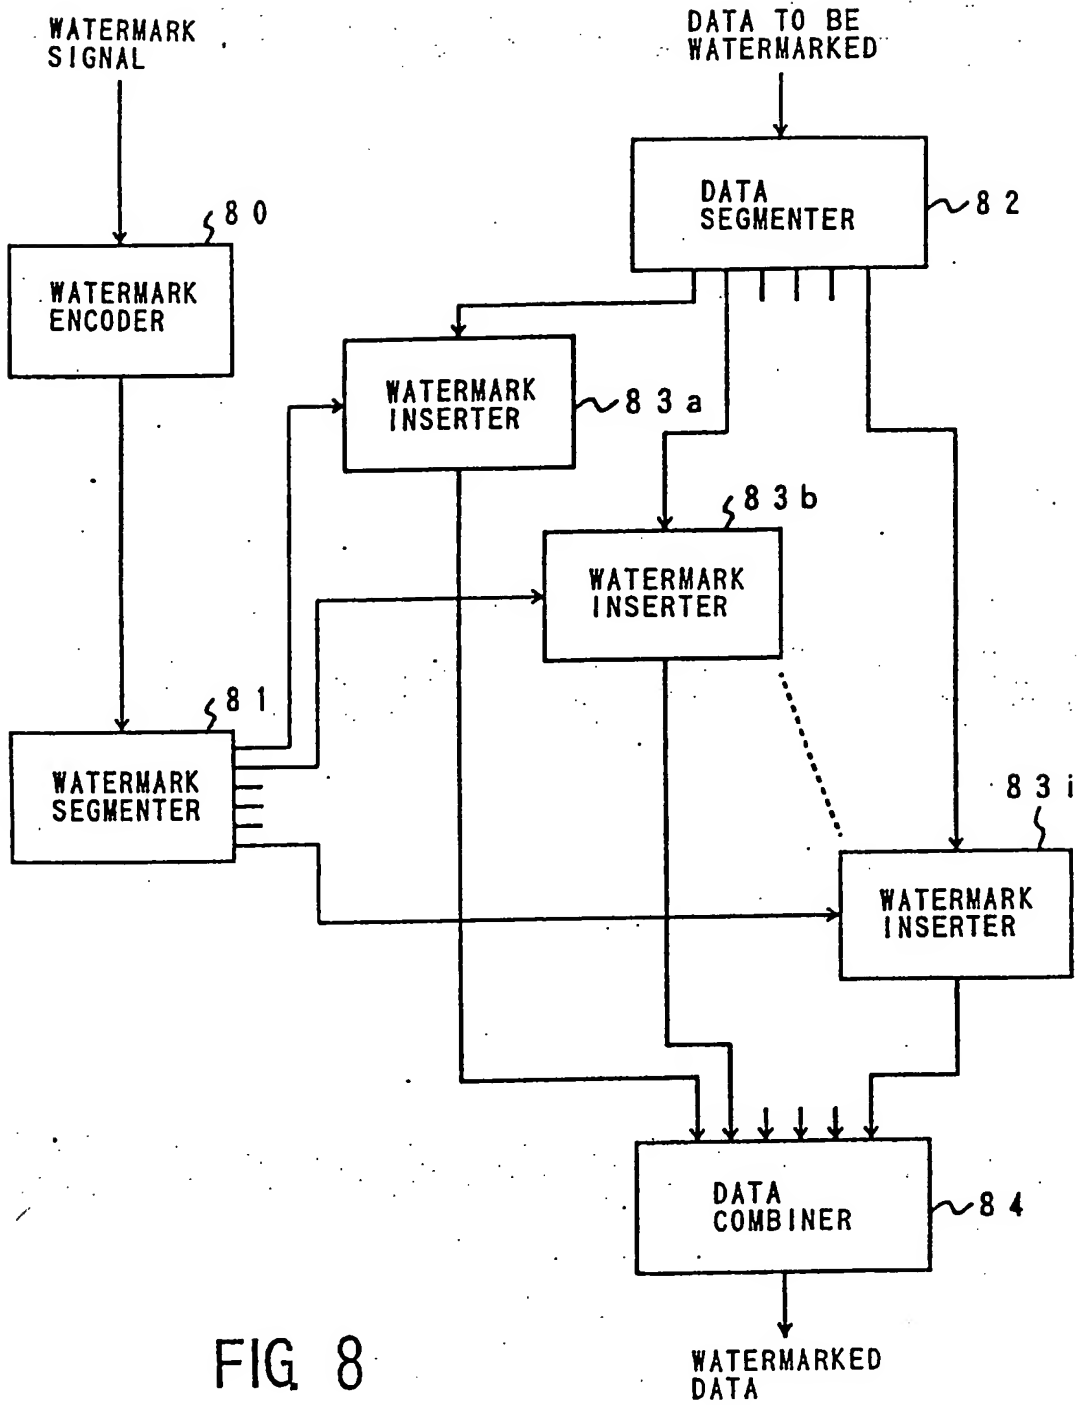 WATERMARK
SIGNAL
DATA TO BE
WATERMARKED
80
WATERMARK
ENCODER
DATA
SEGMENTER
82
WATERMARK
INSERTER
83a
83b
WATERMARK
INSERTER
81
WATERMARK
SEGMENTER
83i
WATERMARK
INSERTER
DATA
COMBINER
84
WATERMARKED
DATA
FIG. 8